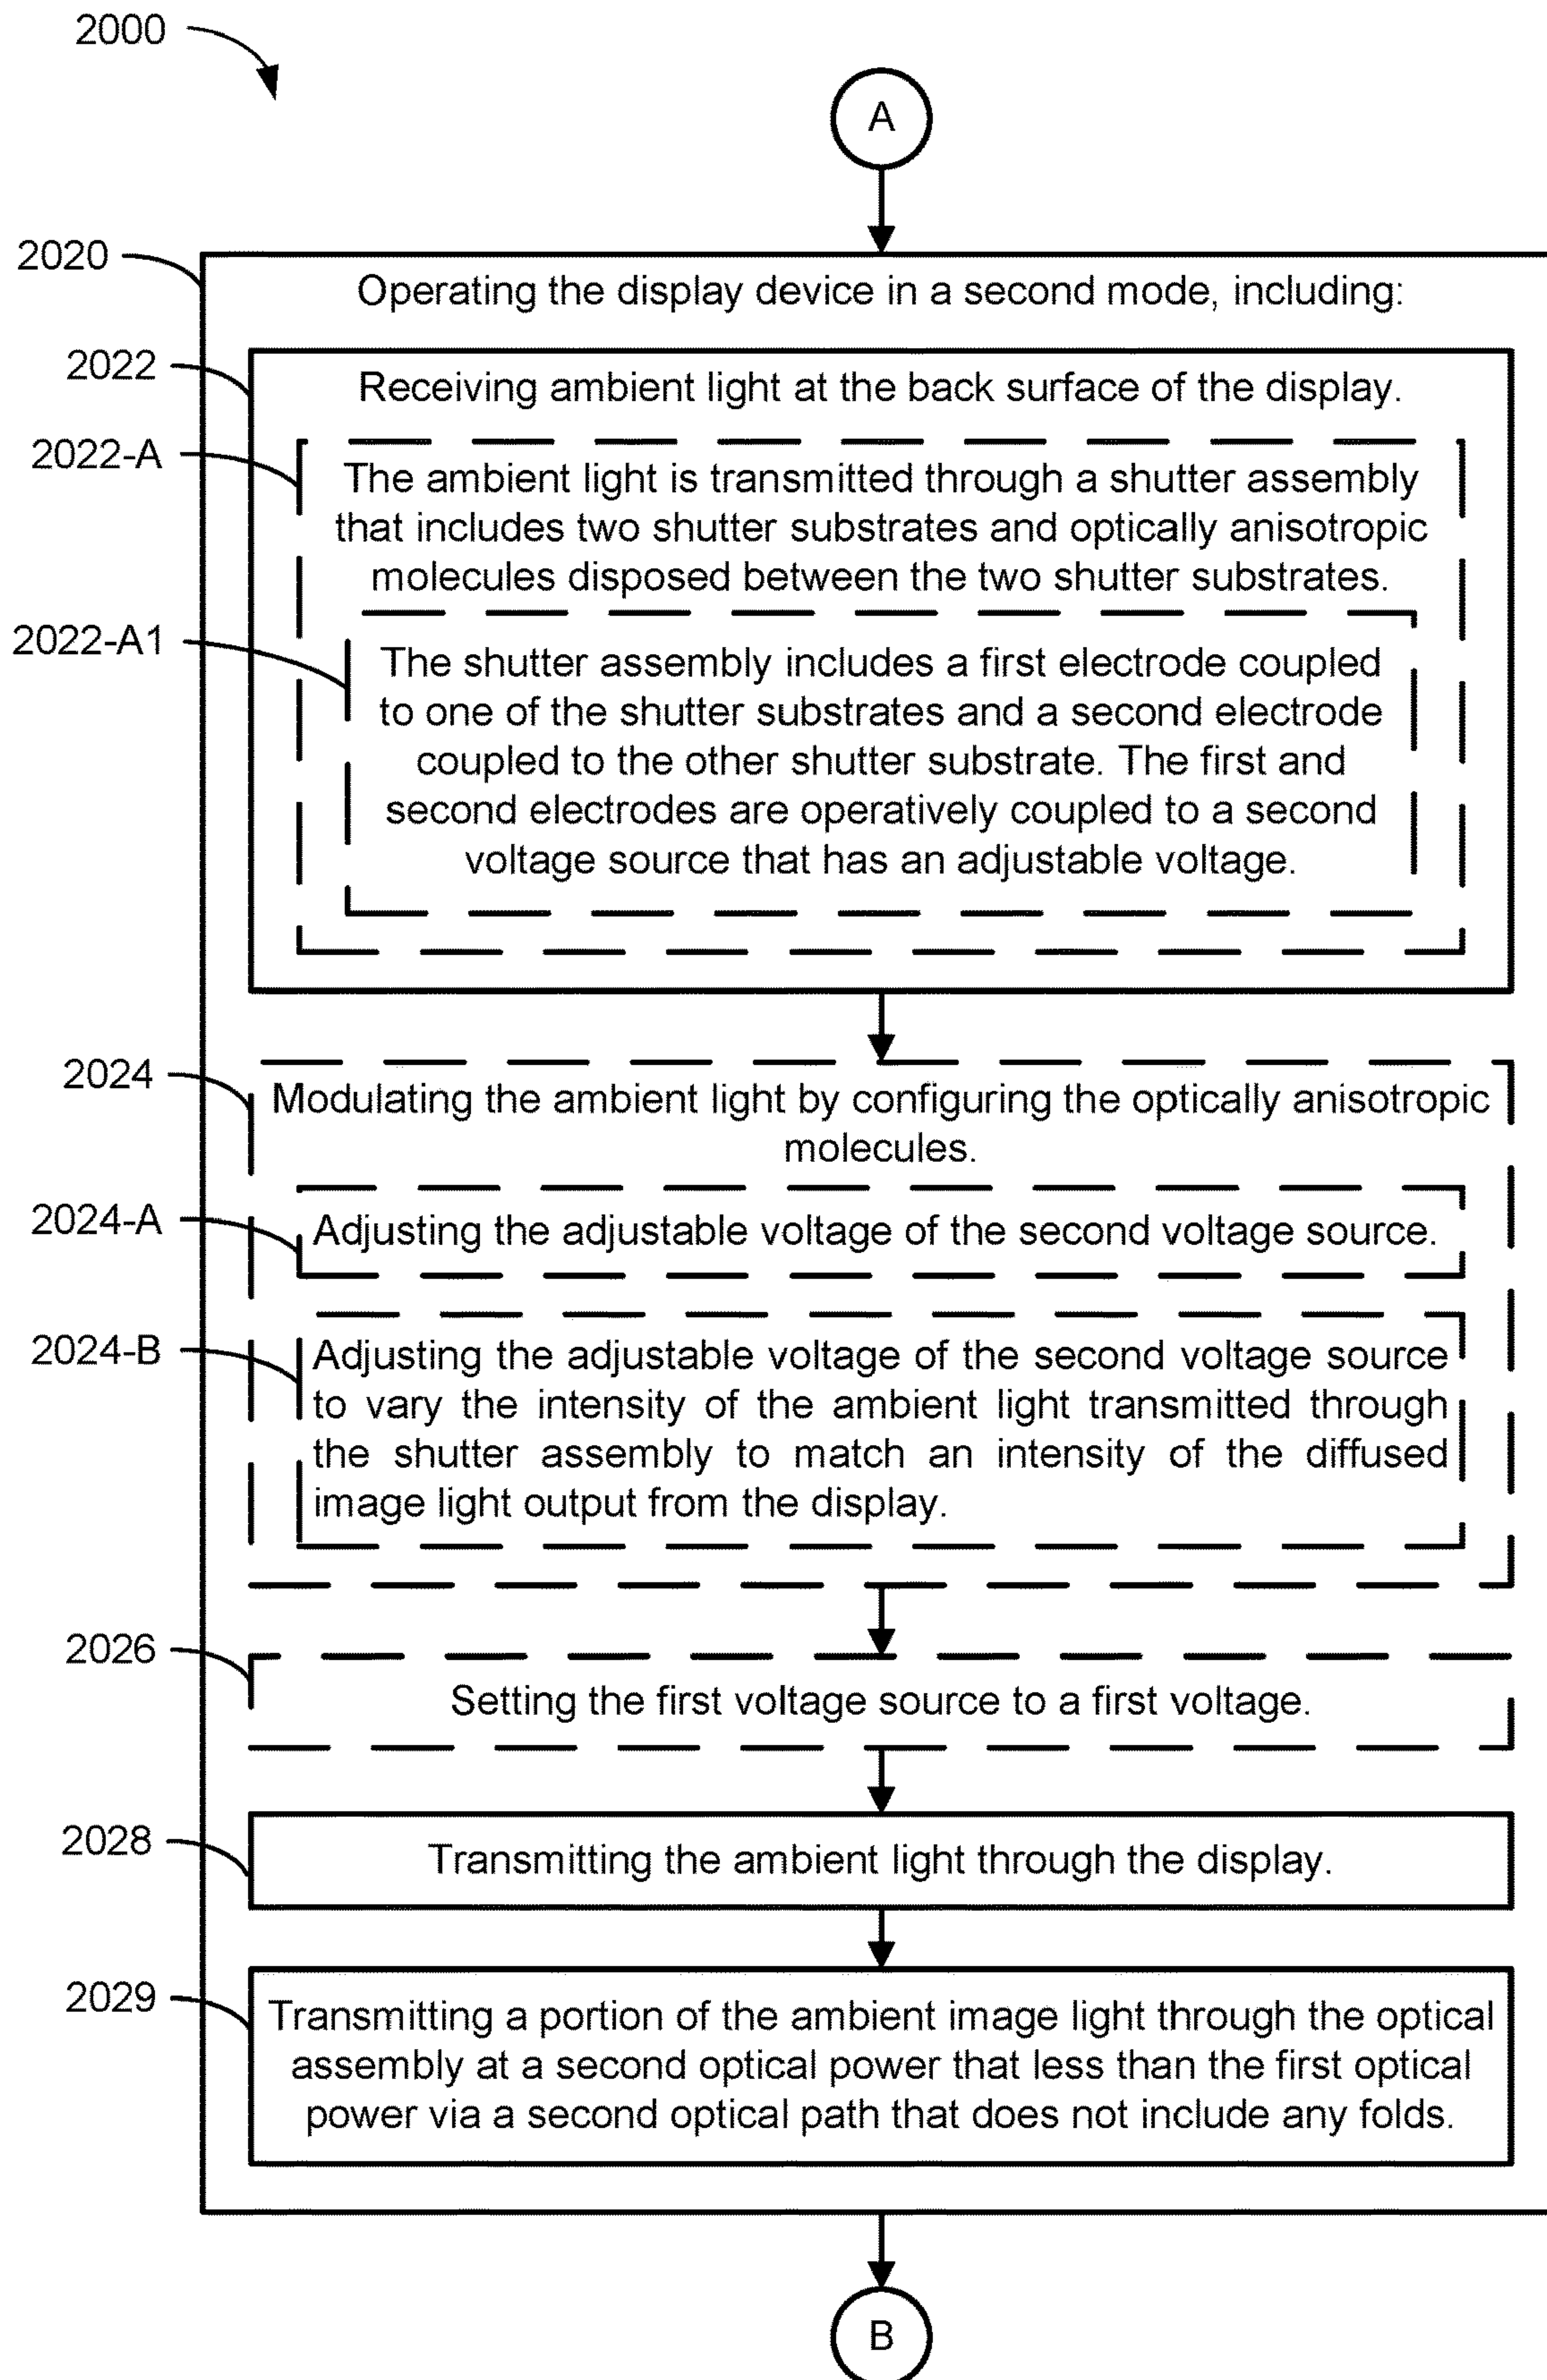 2000
A
2020
Operating the display device in a second mode, including:
2022
Receiving ambient light at the back surface of the display.
2022-A
The ambient light is transmitted through a shutter assembly
that includes two shutter substrates and optically anisotropic
molecules disposed between the two shutter substrates.
2022-A1
The shutter assembly includes a first electrode coupled
to one of the shutter substrates and a second electrode
coupled to the other shutter substrate. The first and
second electrodes are operatively coupled to a second
voltage source that has an adjustable voltage.
2024
Modulating the ambient light by configuring the optically anisotropic
molecules.
2024-A
Adjusting the adjustable voltage of the second voltage source.
2024-B
Adjusting the adjustable voltage of the second voltage source
to vary the intensity of the ambient light transmitted through
the shutter assembly to match an intensity of the diffused
image light output from the display.
2026
Setting the first voltage source to a first voltage.
2028
Transmitting the ambient light through the display.
2029
Transmitting a portion of the ambient image light through the optical
assembly at a second optical power that less than the first optical
power via a second optical path that does not include any folds.
B